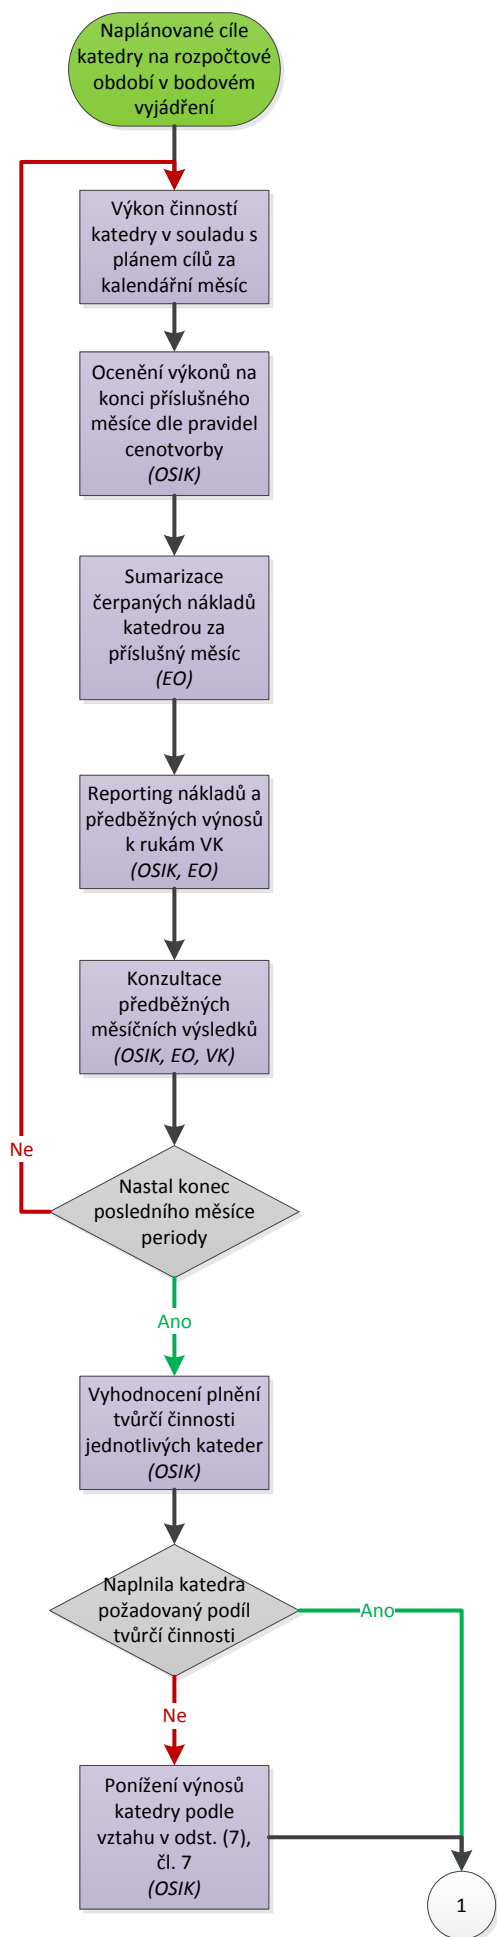 Naplánované cíle
katedry na rozpočtové
období v bodovém
vyjádření
Výkon činností
katedry v souladu s
plánem cílů za
kalendářní měsíc
Ocenění výkonů na
konci příslušného
měsíce dle pravidel
cenotvorby
(OSIK)
Sumarizace
čerpaných nákladů
katedrou za
příslušný měsíc
(EO)
Reporting nákladů a
předběžných výnosů
k rukám VK
(OSIK, EO)
Konzultace
předběžných
měsíčních výsledků
(OSIK, EO, VK)
Ne
Nastal konec
posledního měsíce
periody
Ano
Vyhodnocení plnění
tvůrčí činnosti
jednotlivých kateder
(OSIK)
Naplnila katedra
požadovaný podíl
tvůrčí činnosti
Ano
Ne
Ponížení výnosů
katedry podle
vztahu v odst. (7),
čl. 7
(OSIK)
1